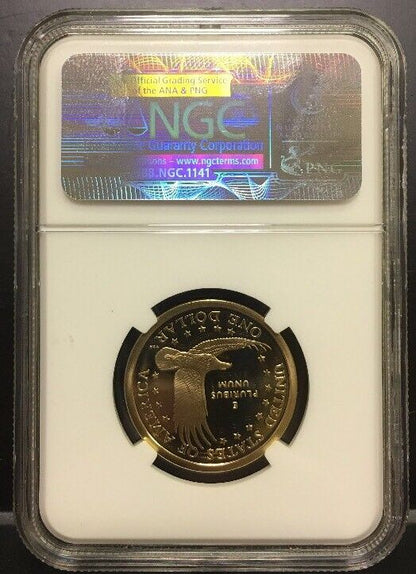 Official Grading Service
of the ANA & PNG
NGC
Guaranty Corporation
– www.ngcterms.com
NGC.1141
PNG
UNITED STATES OF AMERICA
E
PLURIBUS
UNUM
ONE DOLLAR